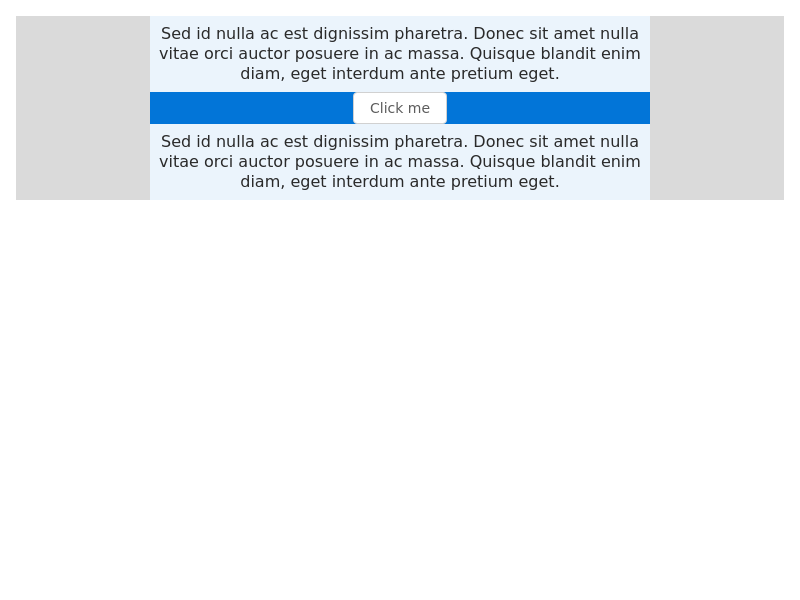 Sed id nulla ac est dignissim pharetra. Donec sit amet nulla
vitae orci auctor posuere in ac massa. Quisque blandit enim
diam, eget interdum ante pretium eget.
Click me
Sed id nulla ac est dignissim pharetra. Donec sit amet nulla
vitae orci auctor posuere in ac massa. Quisque blandit enim
diam, eget interdum ante pretium eget.